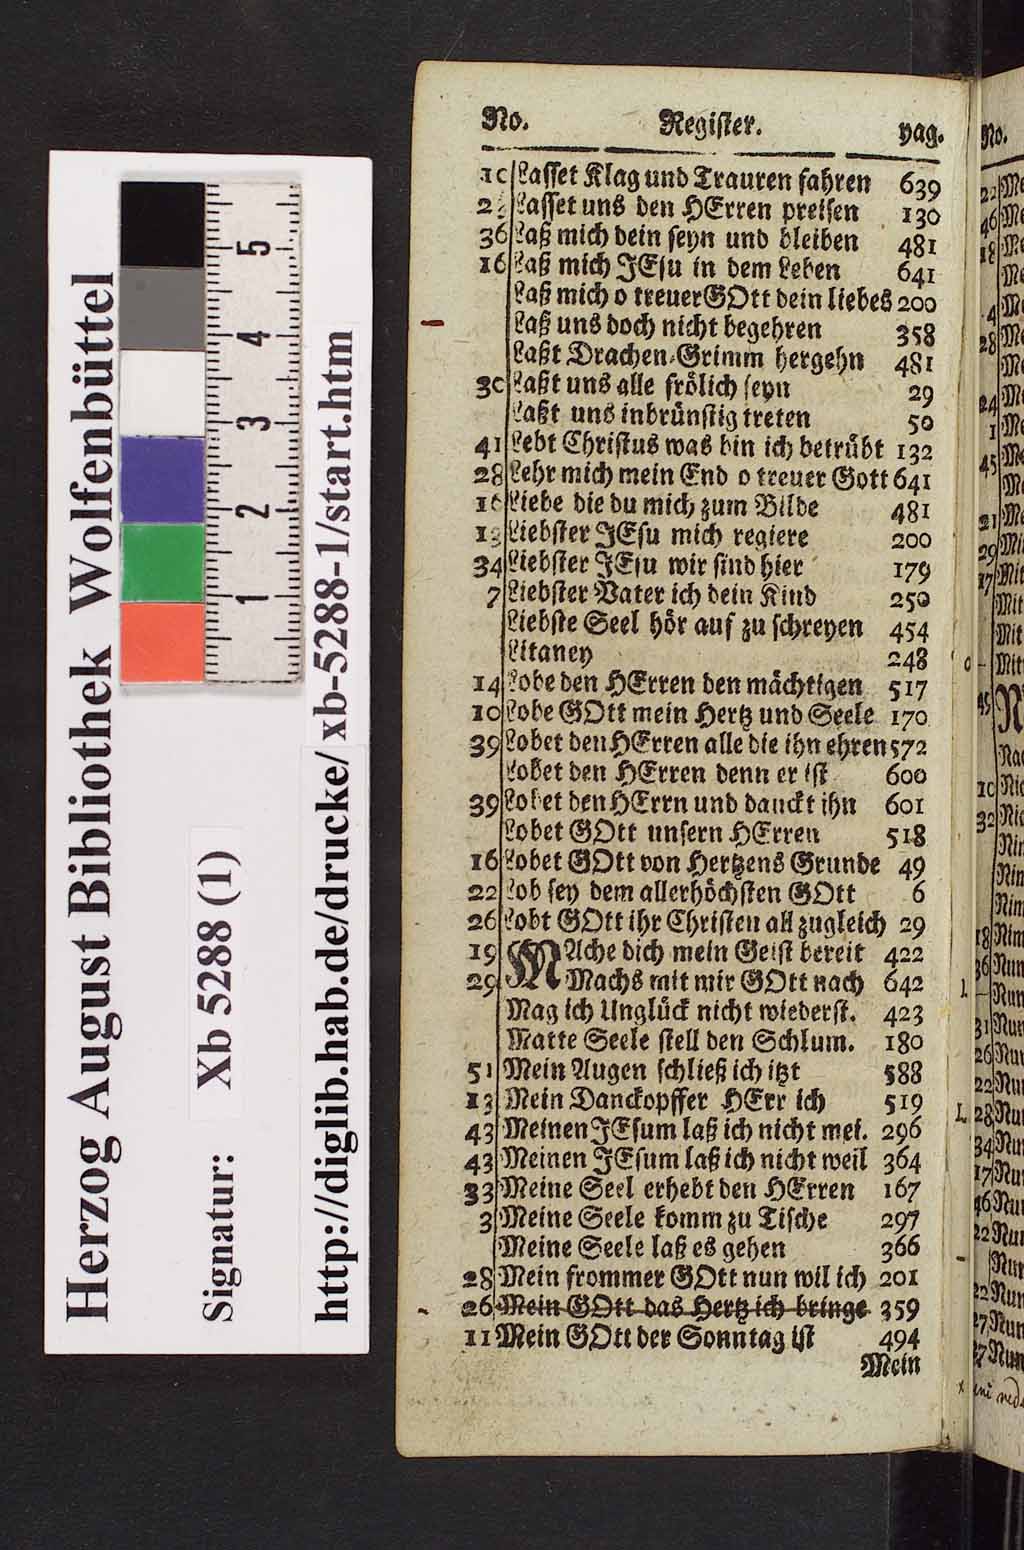 Herzog August Bibliothek Wolfenbüttel
Signatur: Xb 5288 (1)
http://diglib.hab.de/drucke/xb-5288-1/start.htm
1
2
3
4
5
No. Register. pag.
10 Lasset Klag und Trauren fahren 639
Lasset uns den HErren preisen 130
36 Laß mich dein seyn und bleiben 481
16 Laß mich JEsu in dem Leben 641
Laß mich o treuer GOtt dein liebes 200
Laß uns doch nicht begehren 358
Laßt Drachen-Grimm hergehn 481
30 Laßt uns alle frölich seyn 29
Laßt uns inbrünstig treten 50
41 Lebt Christus was bin ich betrübt 132
28 Lehr mich mein End o treuer Gott 641
16 Liebe die du mich zum Bilde 481
13 Liebster JEsu mich regiere 200
34 Liebster JEsu wir sind hier 179
7 Liebster Vater ich dein Kind 250
Liebste Seel hör auf zu schreyen 454
Litaney 248
14 Lobe den HErren den mächtigen 517
10 Lobe GOtt mein Hertz und Seele 170
39 Lobet den HErren alle die ihn ehren 572
Lobet den HErren denn er ist 600
39 Lobet den HErrn und danckt ihn 601
Lobet GOtt unsern HErren 518
16 Lobet GOtt von Hertzens Grunde 49
22 Lob sey dem allerhöchsten GOtt 6
26 Lobt GOtt ihr Christen all zugleich 29
19 MAche dich mein Geist bereit 422
29 Machs mit mir GOtt nach 642
Mag ich Unglück nicht wiederst. 423
Matte Seele stell den Schlum. 180
51 Mein Augen schließ ich itzt 588
13 Mein Danckopffer HErr ich 519
43 Meinen JEsum laß ich nicht mei. 296
43 Meinen JEsum laß ich nicht weil 364
33 Meine Seel erhebt den HErren 167
3 Meine Seele komm zu Tische 297
Meine Seele laß es gehen 366
28 Mein frommer GOtt nun wil ich 201
26 Mein GOtt das Hertz ich bringe 359
11 Mein GOtt der Sonntag ist 494
Mein
No.